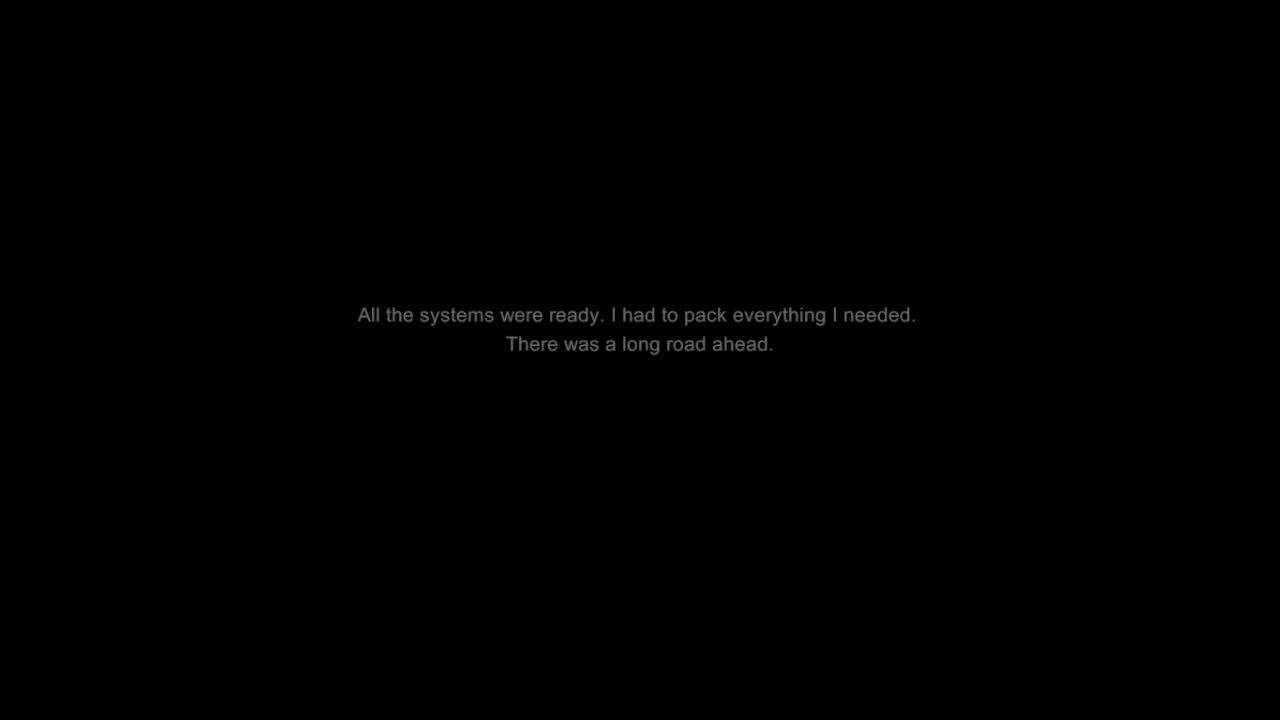 All the systems were ready. I had to pack everything I needed.
There was a long road ahead.